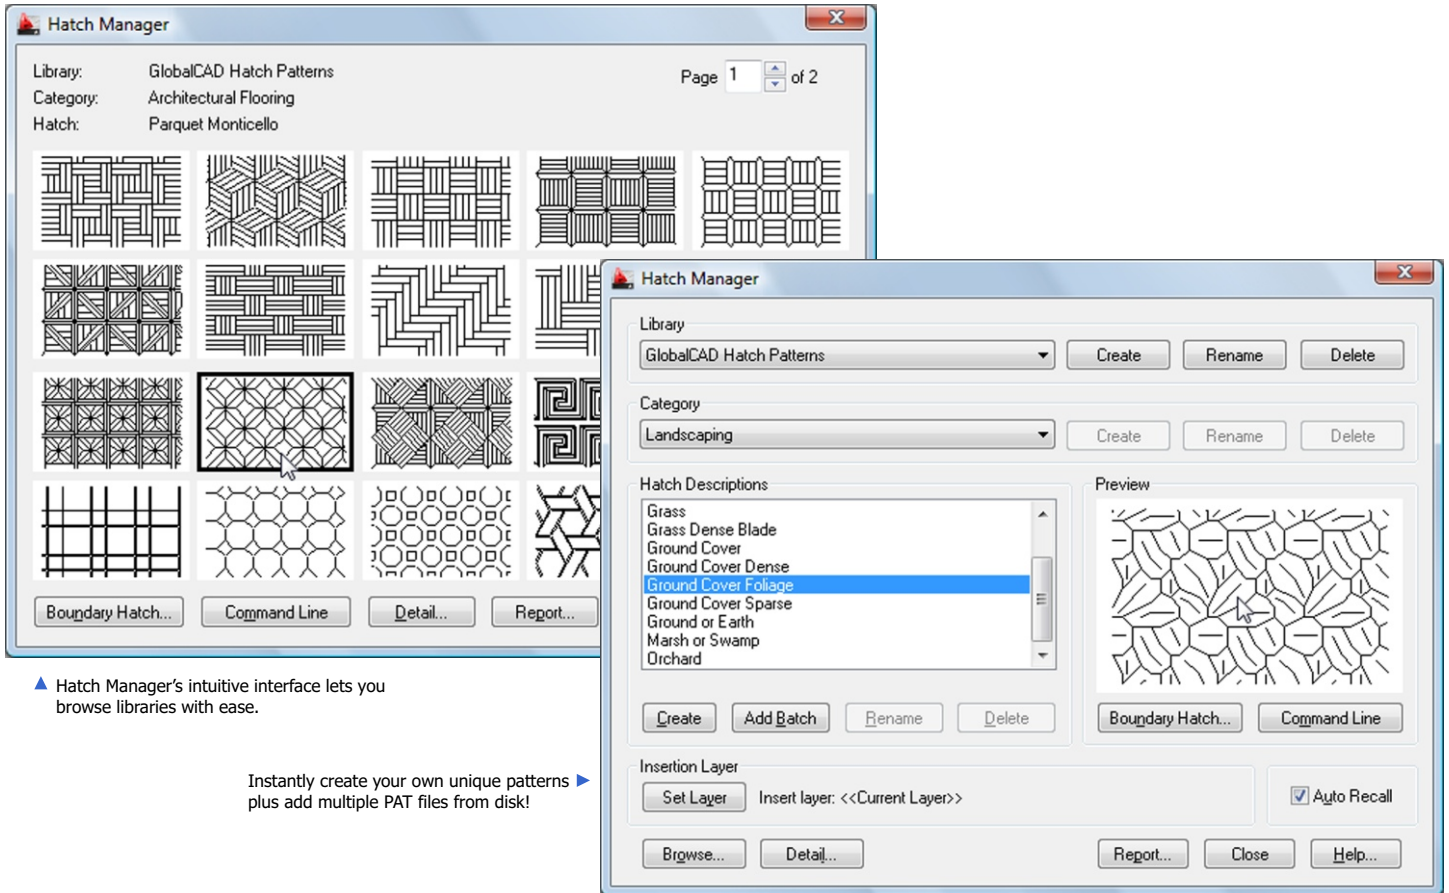 Hatch Manager
Library: GlobalCAD Hatch Patterns
Page 1 of 2
Category: Architectural Flooring
Hatch: Parquet Monticello
Boundary Hatch...
Command Line
Detail...
Report...
Hatch Manager's intuitive interface lets you
browse libraries with ease.
Instantly create your own unique patterns
plus add multiple PAT files from disk!
Hatch Manager
Library
GlobalCAD Hatch Patterns
Create
Rename
Delete
Category
Landscaping
Create
Rename
Delete
Hatch Descriptions
Grass
Grass Dense Blade
Ground Cover
Ground Cover Dense
Ground Cover Foliage
Ground Cover Sparse
Ground or Earth
Marsh or Swamp
Orchard
Create
Add Batch
Rename
Delete
Preview
Boundary Hatch...
Command Line
Insertion Layer
Set Layer
Insert layer: <<Current Layer>>
Auto Recall
Browse...
Detail...
Report...
Close
Help...